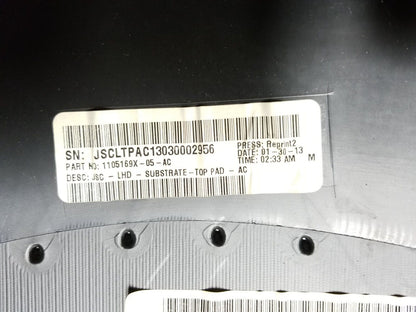 SN: JSCLTPAC13030002956
PART NO: 1105169X-05-AC
PRESS: Reprint2
DATE: 01-30-13
TIME: 02:33 AM M
DESC: JSC - LHD - SUBSTRATE-TOP PAD - AC